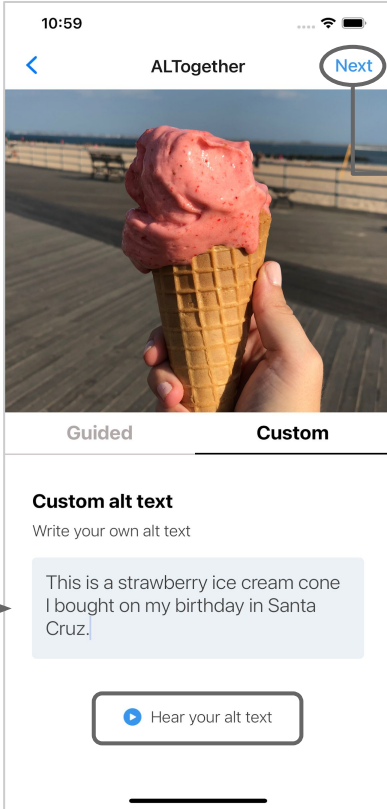 10:59
ALTogether
Next
Guided
Custom
Custom alt text
Write your own alt text
This is a strawberry ice cream cone
I bought on my birthday in Santa
Cruz.
Hear your alt text